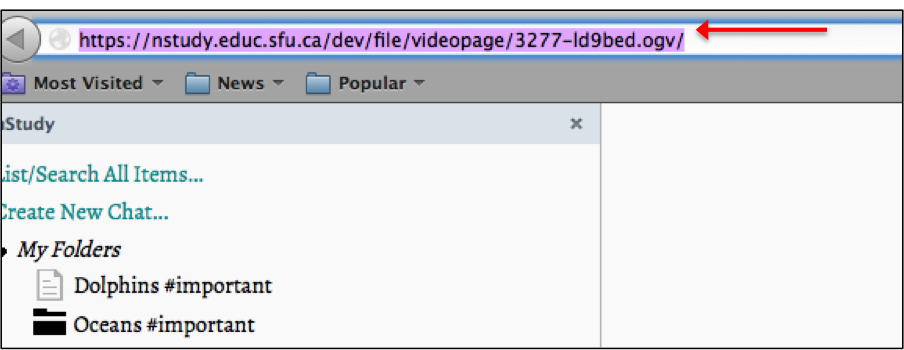 https://nstudy.educ.sfu.ca/dev/file/videopage/3277-ld9bed.ogv/
Most Visited News Popular
nStudy
List/Search All Items...
Create New Chat...
My Folders
Dolphins #important
Oceans #important